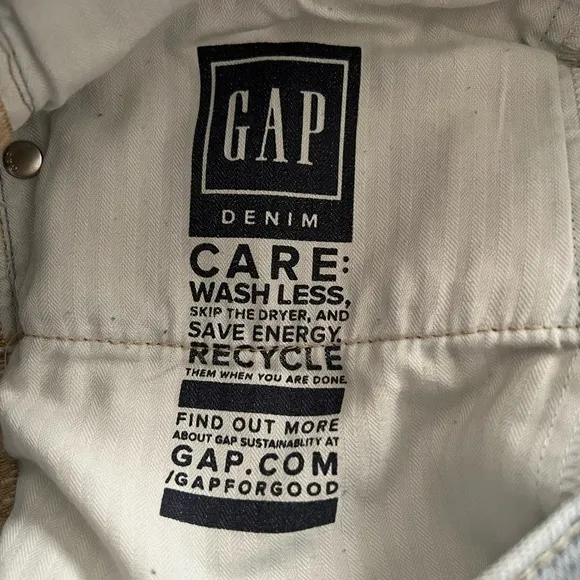 GAP
DENIM
CARE:
WASH LESS,
SKIP THE DRYER, AND
SAVE ENERGY.
RECYCLE
THEM WHEN YOU ARE DONE.
FIND OUT MORE
ABOUT GAP SUSTAINABLITY AT
GAP.COM
/GAPFORGOOD